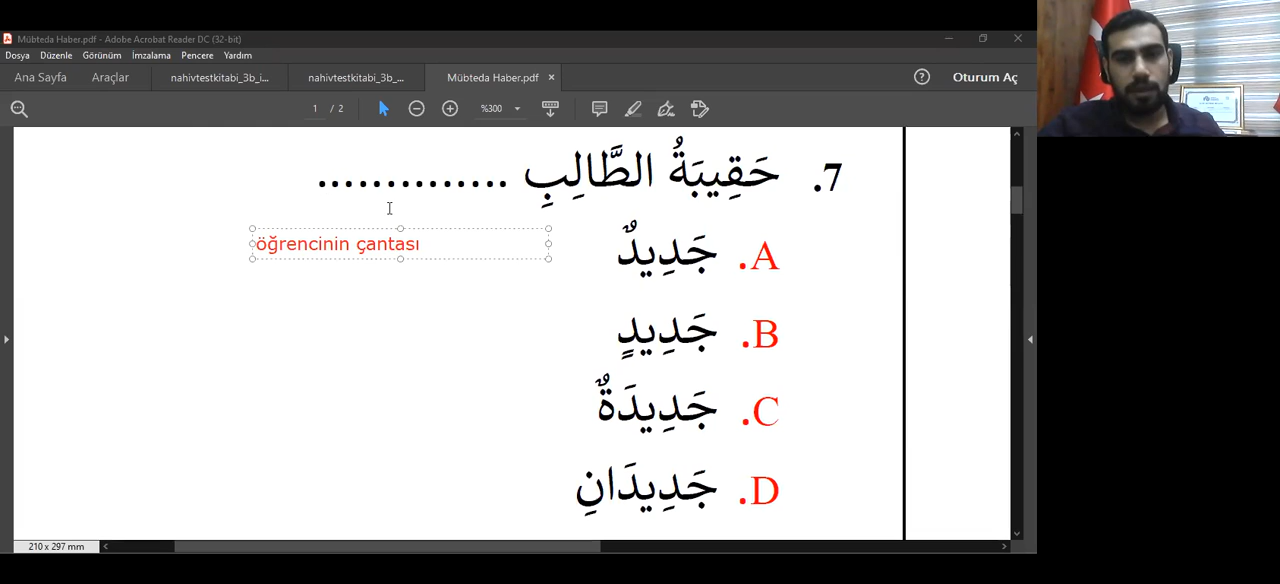 Mübteda Haber.pdf - Adobe Acrobat Reader DC (32-bit)
Dosya Düzenle Görünüm İmzalama Pencere Yardım
Ana Sayfa Araçlar nahivtestkitabi_3b_i... nahivtestkitabi_3b_... Mübteda Haber.pdf × ? Oturum Aç
1 / 2 %300
7. حَقِيبَةُ الطَّالِبِ ..............
öğrencinin çantası
A. جَدِيدٌ
B. جَدِيدٍ
C. جَدِيدَةٌ
D. جَدِيدَانِ
210 x 297 mm